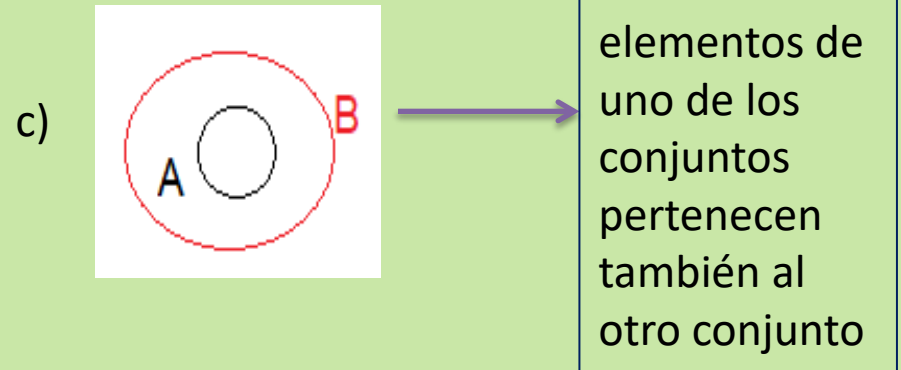 c)
A
B
elementos de
uno de los
conjuntos
pertenecen
también al
otro conjunto